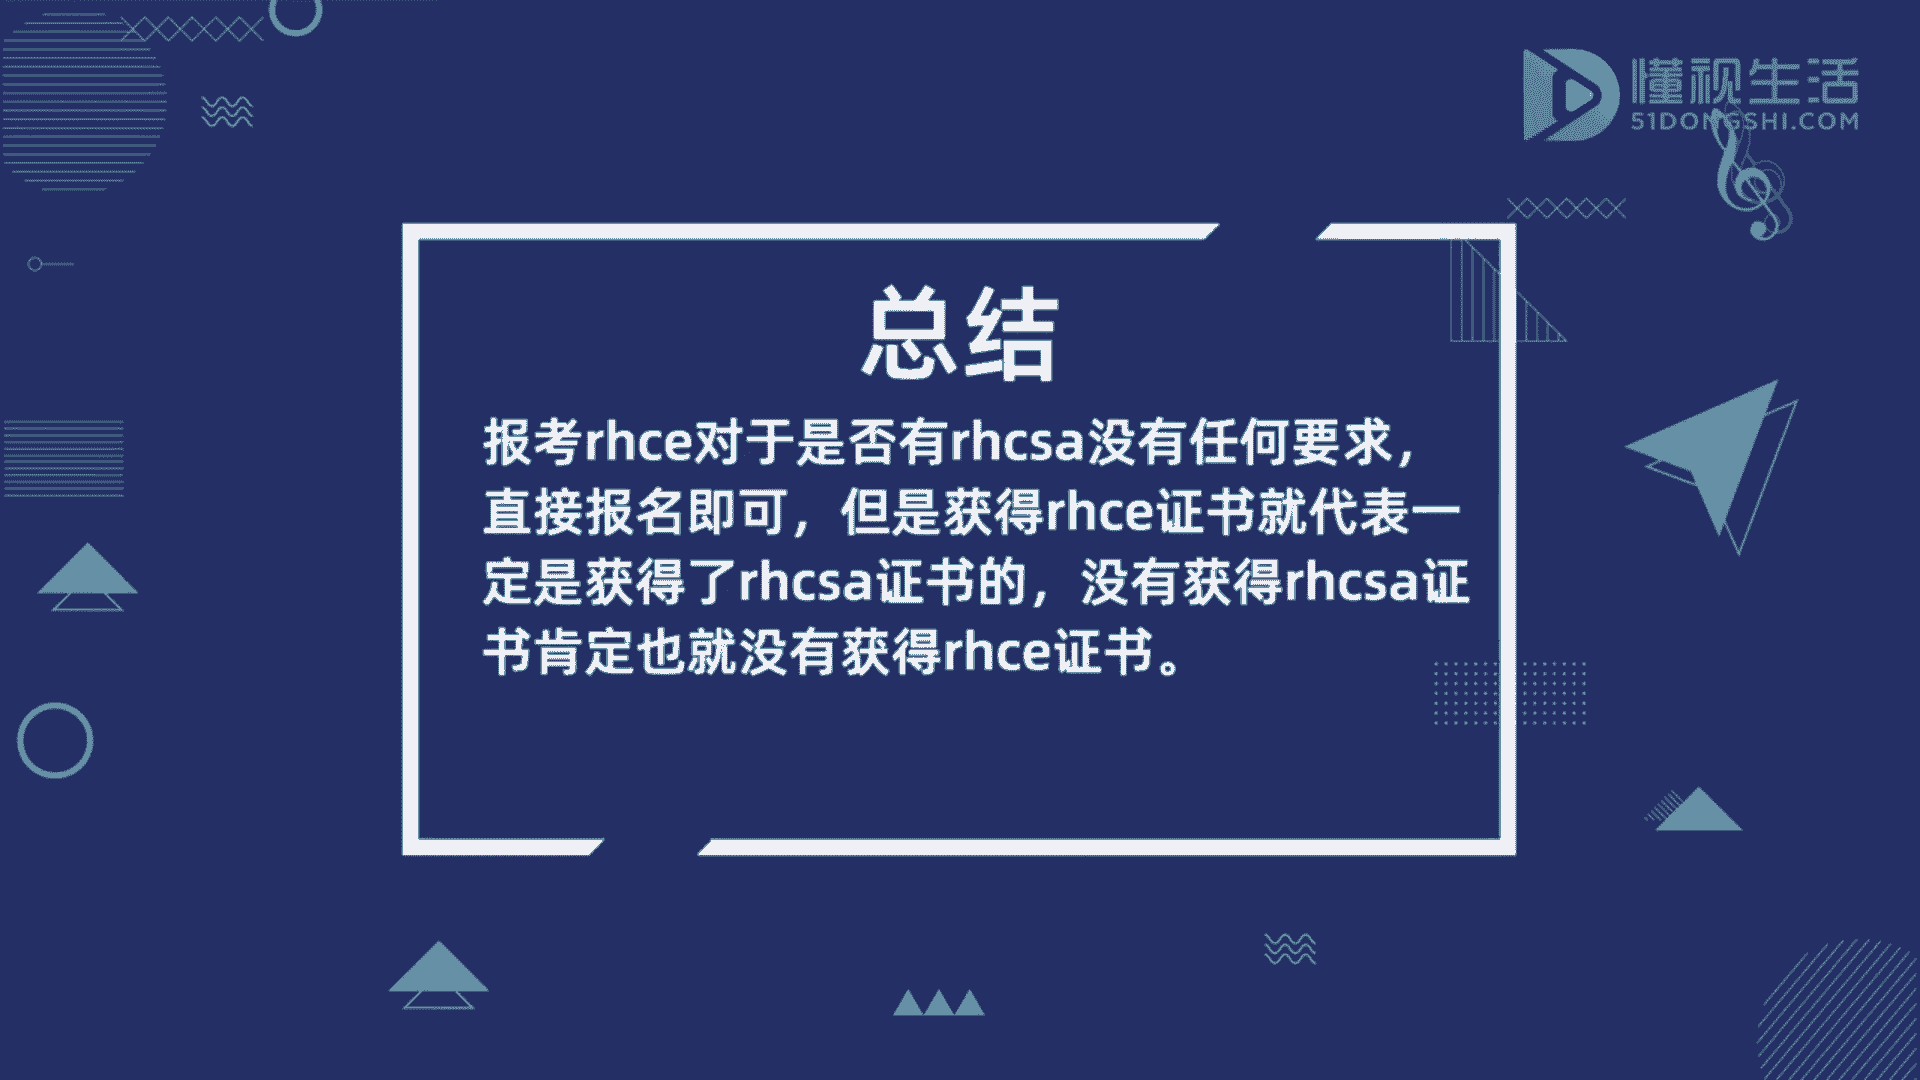 懂视生活
51DONGSHI.COM
总结
报考rhce对于是否有rhcsa没有任何要求，
直接报名即可，但是获得rhce证书就代表一
定是获得了rhcsa证书的，没有获得rhcsa证
书肯定也就没有获得rhce证书。